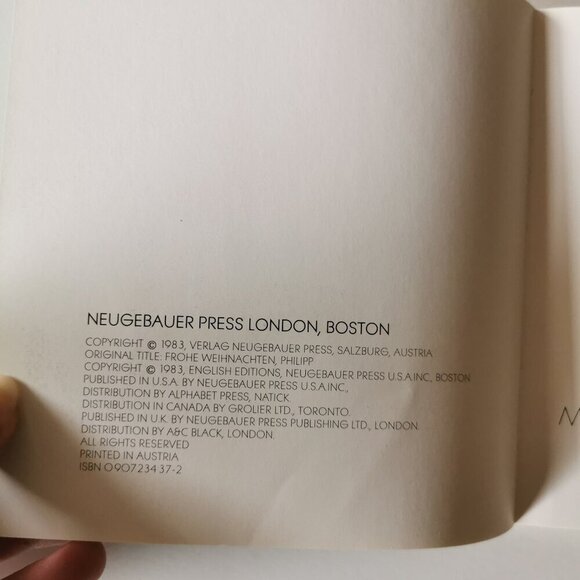 NEUGEBAUER PRESS LONDON, BOSTON
COPYRIGHT © 1983, VERLAG NEUGEBAUER PRESS, SALZBURG, AUSTRIA
ORIGINAL TITLE: FROHE WEIHNACHTEN, PHILIPP
COPYRIGHT © 1983, ENGLISH EDITIONS, NEUGEBAUER PRESS U.S.A.INC., BOSTON
PUBLISHED IN U.S.A. BY NEUGEBAUER PRESS U.S.A.INC.,
DISTRIBUTION BY ALPHABET PRESS, NATICK.
DISTRIBUTION IN CANADA BY GROLIER LTD., TORONTO.
PUBLISHED IN U.K. BY NEUGEBAUER PRESS PUBLISHING LTD., LONDON.
DISTRIBUTION BY A&C BLACK, LONDON.
ALL RIGHTS RESERVED
PRINTED IN AUSTRIA
ISBN 0 907234 37-2
M